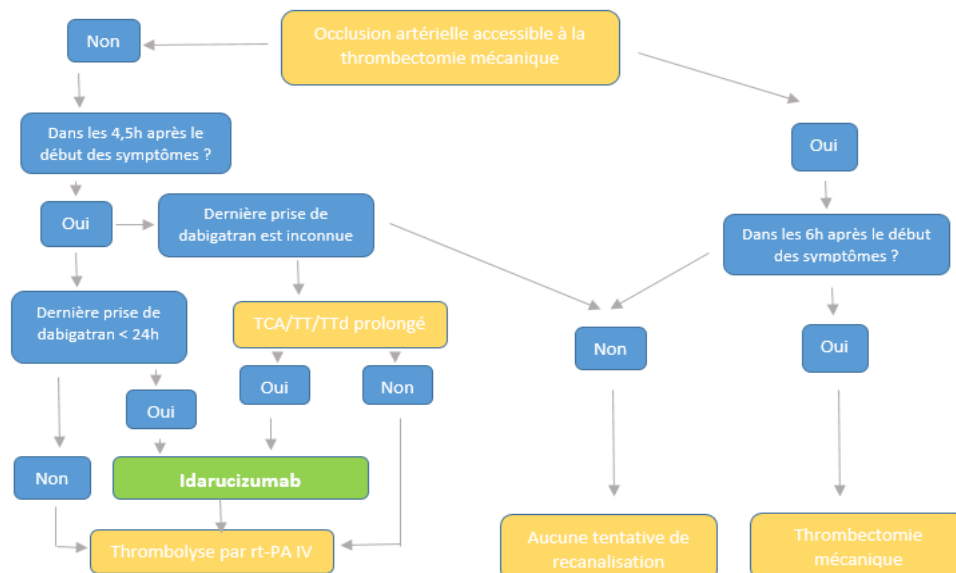 Occlusion artérielle accessible à la
thrombectomie mécanique
Non
Dans les 4,5h après le
début des symptômes ?
Oui
Oui
Dernière prise de
dabigatran est inconnue
Dans les 6h après le début
des symptômes ?
Dernière prise de
dabigatran < 24h
TCA/TT/TTd prolongé
Non
Oui
Oui
Non
Oui
Non
Idarucizumab
Thrombolyse par rt-PA IV
Aucune tentative de
recanalisation
Thrombectomie
mécanique